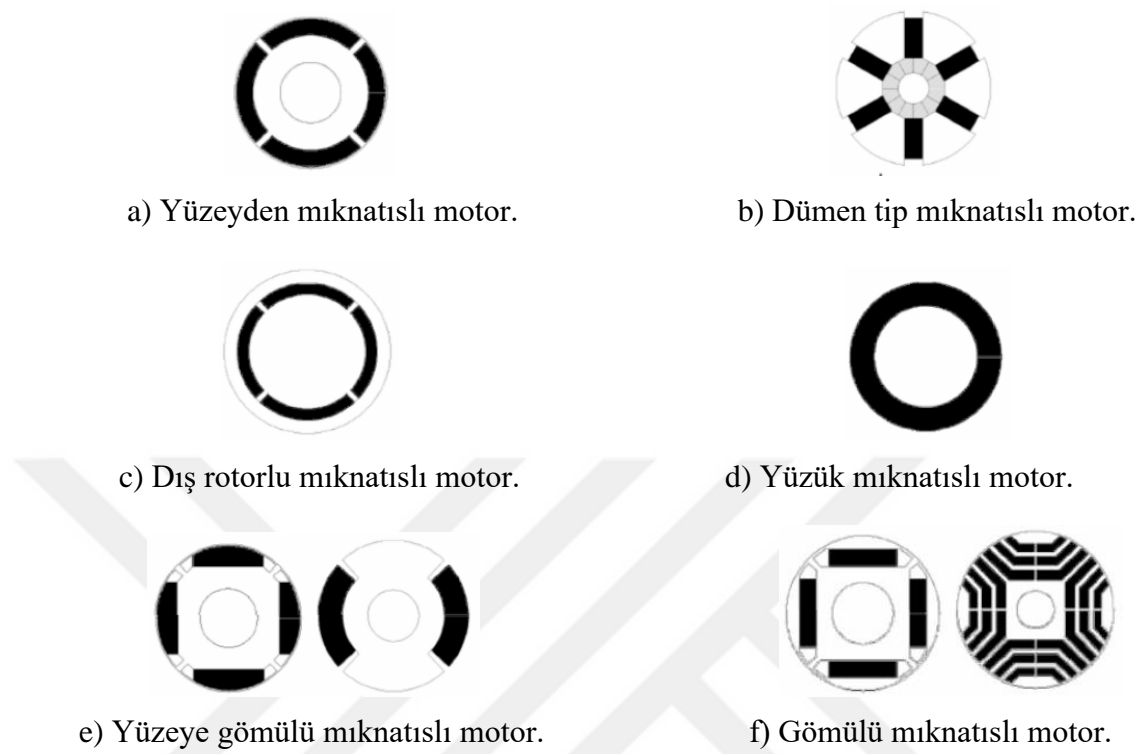 a) Yüzeyden mıknatıslı motor.
b) Dümen tip mıknatıslı motor.
c) Dış rotorlu mıknatıslı motor.
d) Yüzük mıknatıslı motor.
e) Yüzeye gömülü mıknatıslı motor.
f) Gömülü mıknatıslı motor.